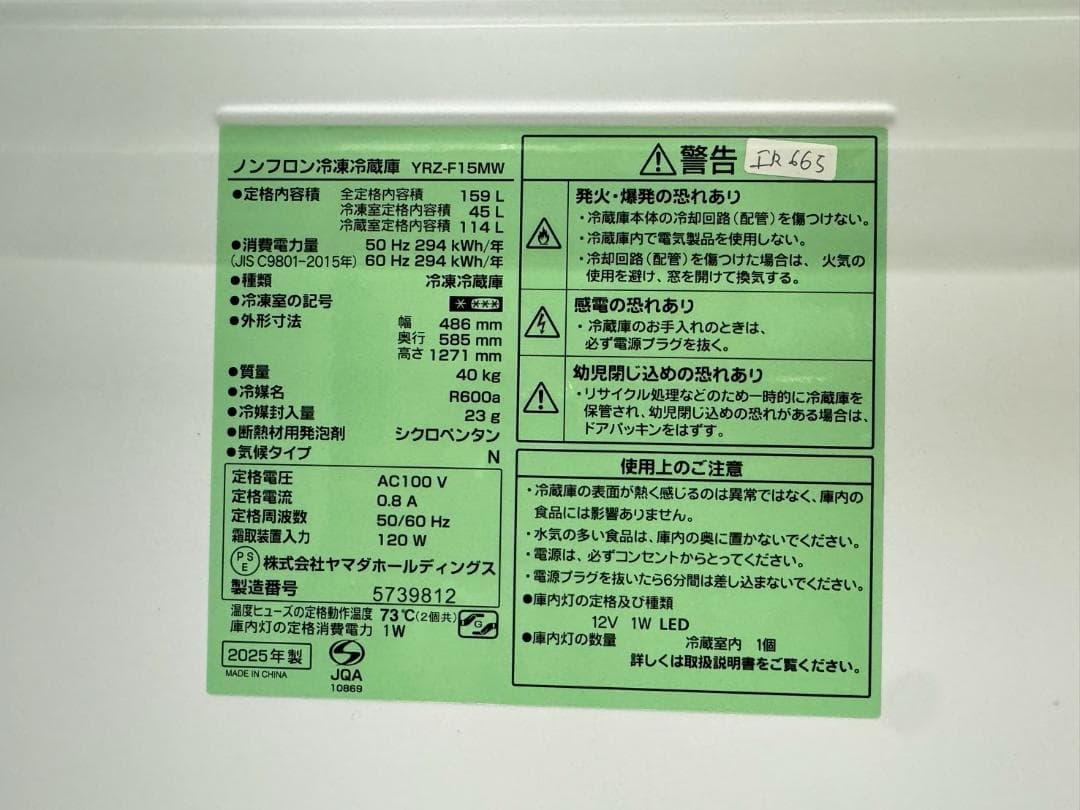 ノンフロン冷凍冷蔵庫 YRZ-F15MW
●定格内容積 全定格内容積 159 L
冷凍室定格内容積 45 L
冷蔵室定格内容積 114 L
●消費電力量 50 Hz 294 kWh/年
(JIS C9801-2015年) 60 Hz 294 kWh/年
●種類 冷凍冷蔵庫
●冷凍室の記号 * ***
●外形寸法 幅 486 mm
奥行 585 mm
高さ 1271 mm
●質量 40 kg
●冷媒名 R600a
●冷媒封入量 23 g
●断熱材用発泡剤 シクロペンタン
●気候タイプ N
定格電圧 AC100 V
定格電流 0.8 A
定格周波数 50/60 Hz
霜取装置入力 120 W
PSE 株式会社ヤマダホールディングス
製造番号 5739812
温度ヒューズの定格動作温度 73℃(2個共)
庫内灯の定格消費電力 1W
G
2025年製
MADE IN CHINA
JQA
10869
警告 IR665
発火・爆発の恐れあり
・冷蔵庫本体の冷却回路(配管)を傷つけない。
・冷蔵庫内で電気製品を使用しない。
・冷却回路(配管)を傷つけた場合は、火気の
使用を避け、窓を開けて換気する。
感電の恐れあり
・冷蔵庫のお手入れのときは、
必ず電源プラグを抜く。
幼児閉じ込めの恐れあり
・リサイクル処理などのため一時的に冷蔵庫を
保管され、幼児閉じ込めの恐れがある場合は、
ドアパッキンをはずす。
使用上のご注意
・冷蔵庫の表面が熱く感じるのは異常ではなく、庫内の
食品には影響ありません。
・水気の多い食品は、庫内の奥に置かないでください。
・電源は、必ずコンセントからとってください。
・電源プラグを抜いたら6分間は差し込まないでください。
●庫内灯の定格及び種類
12V 1W LED
●庫内灯の数量 冷蔵室内 1個
詳しくは取扱説明書をご覧ください。